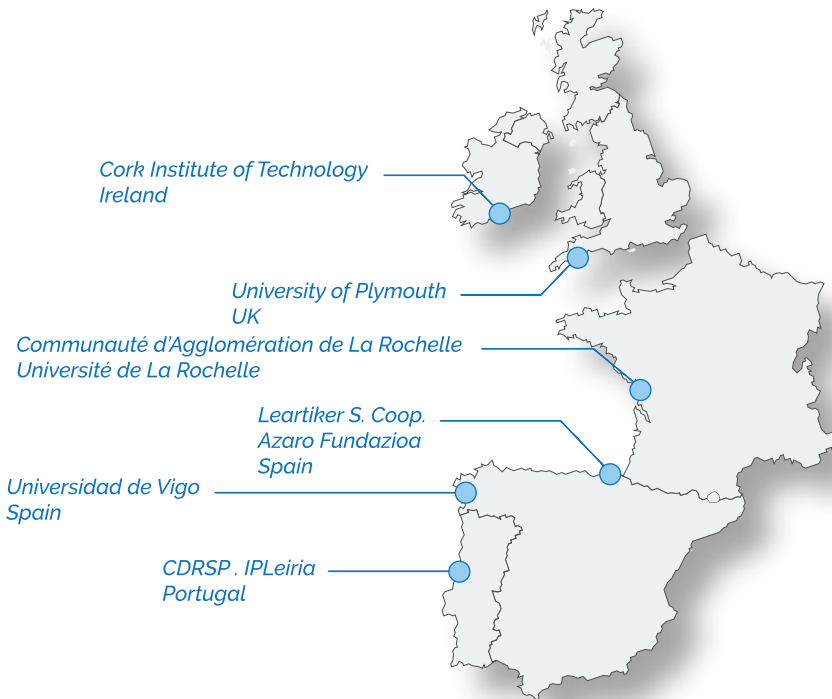 Cork Institute of Technology
Ireland
University of Plymouth
UK
Communauté d'Agglomération de La Rochelle
Université de La Rochelle
Leartiker S. Coop.
Azaro Fundazioa
Spain
Universidad de Vigo
Spain
CDRSP . IPLeiria
Portugal